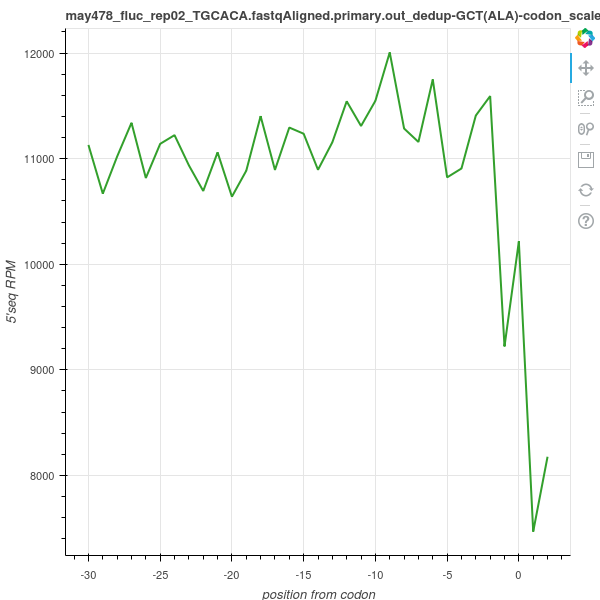 may478_fluc_rep02_TGCACA.fastqAligned.primary.out_dedup-GCT(ALA)-codon_scale
12000
11000
10000
9000
8000
5'seq RPM
-30 -25 -20 -15 -10 -5 0
position from codon